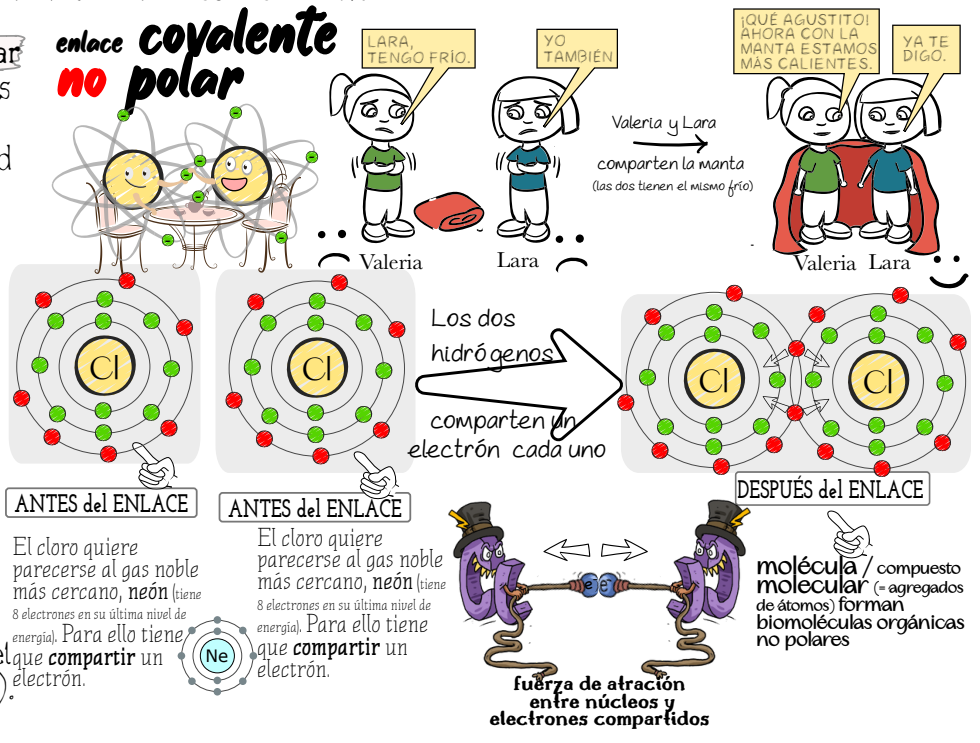 enlace covalente
no polar
ar
s
d
LARA,
TENGO FRÍO.
YO
TAMBIÉN
Valeria
Lara
Valeria y Lara
comparten la manta
(las dos tienen el mismo frío)
¡QUÉ AGUSTITO!
AHORA CON LA
MANTA ESTAMOS
MÁS CALIENTES.
YA TE
DIGO.
Valeria Lara
Cl
Cl
Los dos
hidrógenos
comparten un
electrón cada uno
Cl
Cl
ANTES del ENLACE
ANTES del ENLACE
DESPUÉS del ENLACE
El cloro quiere
parecerse al gas noble
más cercano, neón (tiene
8 electrones en su última nivel de
energía). Para ello tiene
que compartir un
electrón.
Ne
El cloro quiere
parecerse al gas noble
más cercano, neón (tiene
8 electrones en su última nivel de
energía). Para ello tiene
que compartir un
electrón.
el
).
e⁻ e⁻
fuerza de atración
entre núcleos y
electrones compartidos
molécula / compuesto
molecular (= agregados
de átomos) forman
biomoléculas orgánicas
no polares